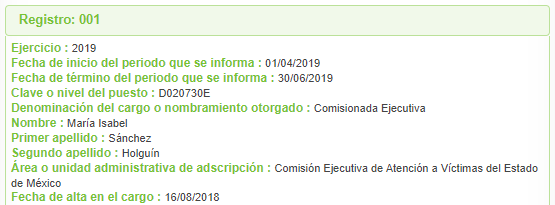 Registro: 001
Ejercicio : 2019
Fecha de inicio del periodo que se informa : 01/04/2019
Fecha de término del periodo que se informa : 30/06/2019
Clave o nivel del puesto : D020730E
Denominación del cargo o nombramiento otorgado : Comisionada Ejecutiva
Nombre : María Isabel
Primer apellido : Sánchez
Segundo apellido : Holguín
Área o unidad administrativa de adscripción : Comisión Ejecutiva de Atención a Víctimas del Estado
de México
Fecha de alta en el cargo : 16/08/2018